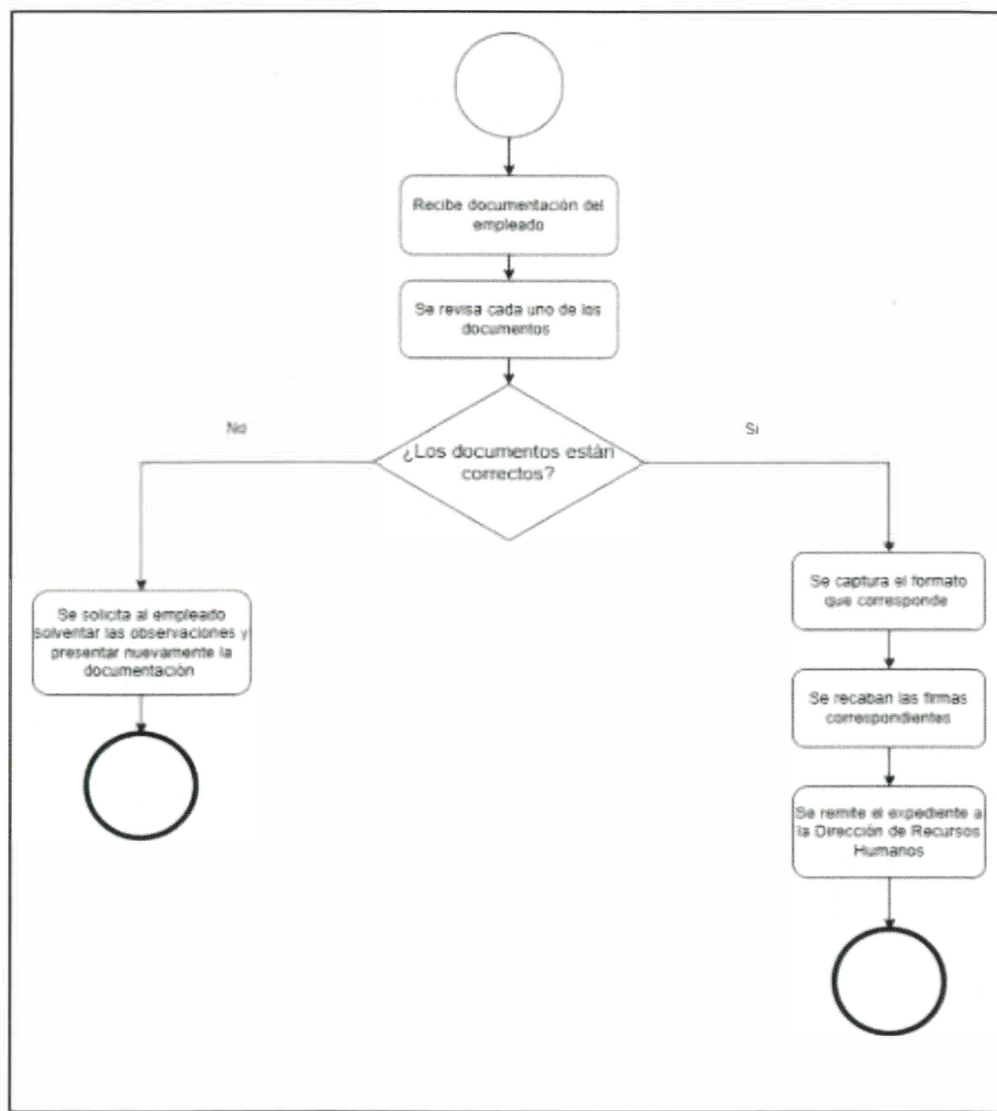 Recibe documentación del
empleado
Se revisa cada uno de los
documentos
¿Los documentos están
correctos?
No
Si
Se solicita al empleado
solventar las observaciones y
presentar nuevamente la
documentación
Se captura el formato
que corresponde
Se recaban las firmas
correspondientes
Se remite el expediente a
la Dirección de Recursos
Humanos